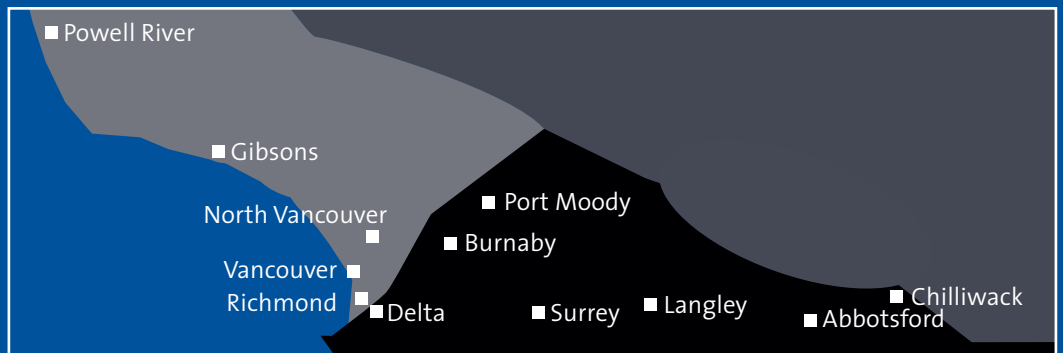 Powell River
Gibsons
Port Moody
North Vancouver
Burnaby
Vancouver
Chilliwack
Richmond
Langley
Delta
Surrey
Abbotsford